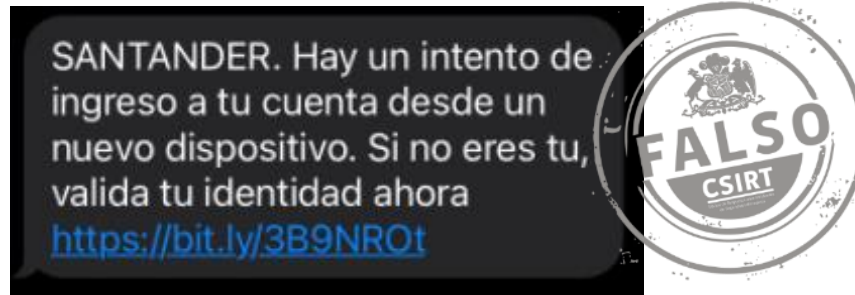 SANTANDER. Hay un intento de
ingreso a tu cuenta desde un
nuevo dispositivo. Si no eres tu,
valida tu identidad ahora
https://bit.ly/3B9NROt
FALSO
CSIRT